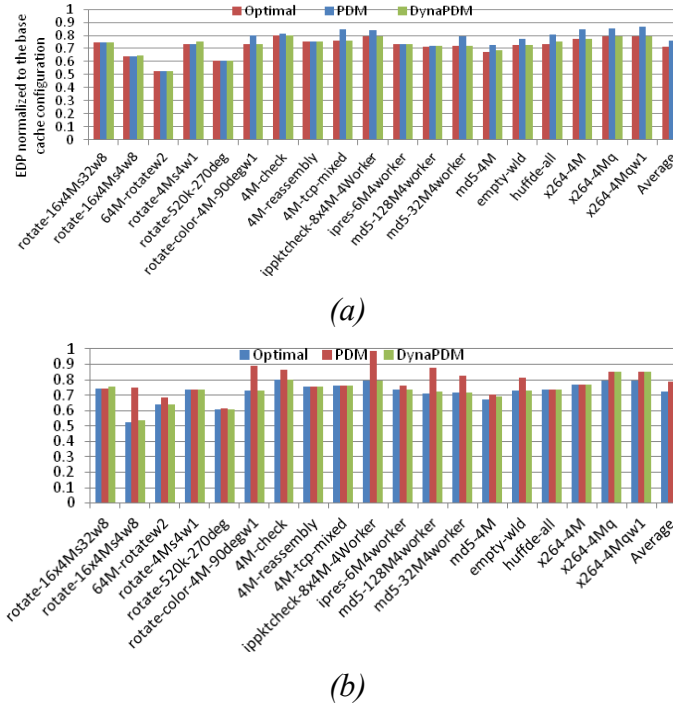 EDP normalized to the base
cache configuration
1
0.9
0.8
0.7
0.6
0.5
0.4
0.3
0.2
0.1
0
Optimal PDM DynaPDM
rotate-16x4Ms32w8
rotate-16x4Ms4w8
64M-rotatew2
rotate-4Ms4w1
rotate-520k-270deg
rotate-color-4M-90degw1
4M-check
4M-reassembly
4M-tcp-mixed
ippktcheck-8x4M-4Worker
ipres-6M4worker
md5-128M4worker
md5-32M4worker
md5-4M
empty-wld
huffde-all
x264-4M
x264-4Mq
x264-4Mqw1
Average
(a)
1
0.9
0.8
0.7
0.6
0.5
0.4
0.3
0.2
0.1
0
Optimal PDM DynaPDM
rotate-16x4Ms32w8
rotate-16x4Ms4w8
64M-rotatew2
rotate-4Ms4w1
rotate-520k-270deg
rotate-color-4M-90degw1
4M-check
4M-reassembly
4M-tcp-mixed
ippktcheck-8x4M-4Worker
ipres-6M4worker
md5-128M4worker
md5-32M4worker
md5-4M
empty-wld
huffde-all
x264-4M
x264-4Mq
x264-4Mqw1
Average
(b)